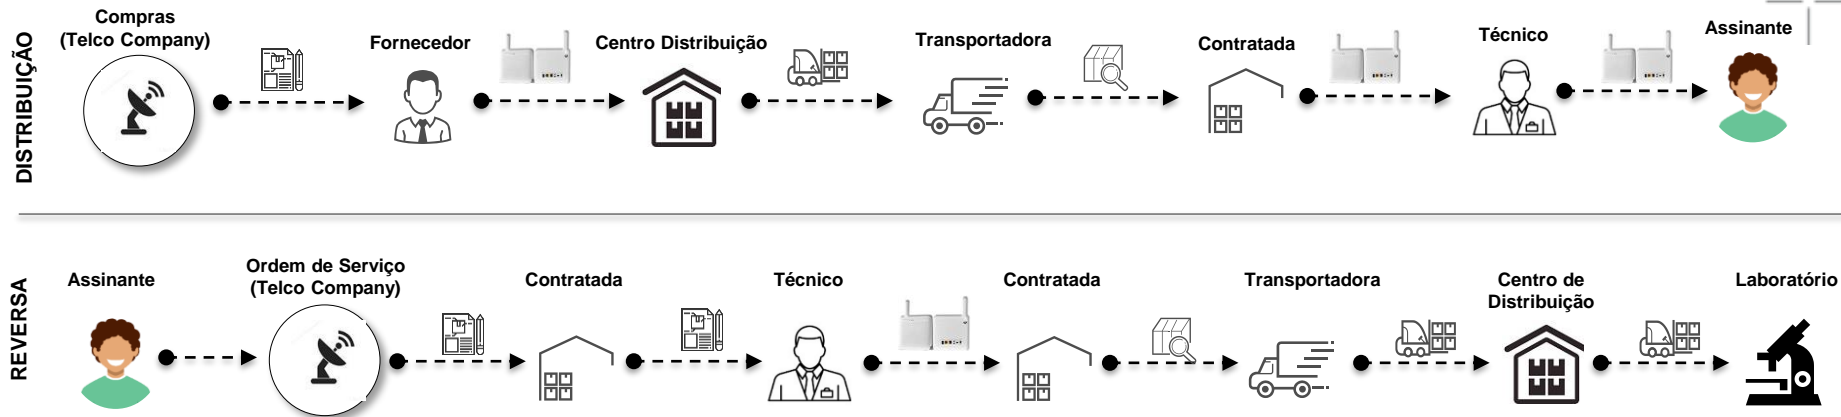 DISTRIBUIÇÃO
Compras
(Telco Company)
Fornecedor
Centro Distribuição
Transportadora
Contratada
Técnico
Assinante
REVERSA
Assinante
Ordem de Serviço
(Telco Company)
Contratada
Técnico
Contratada
Transportadora
Centro de
Distribuição
Laboratório